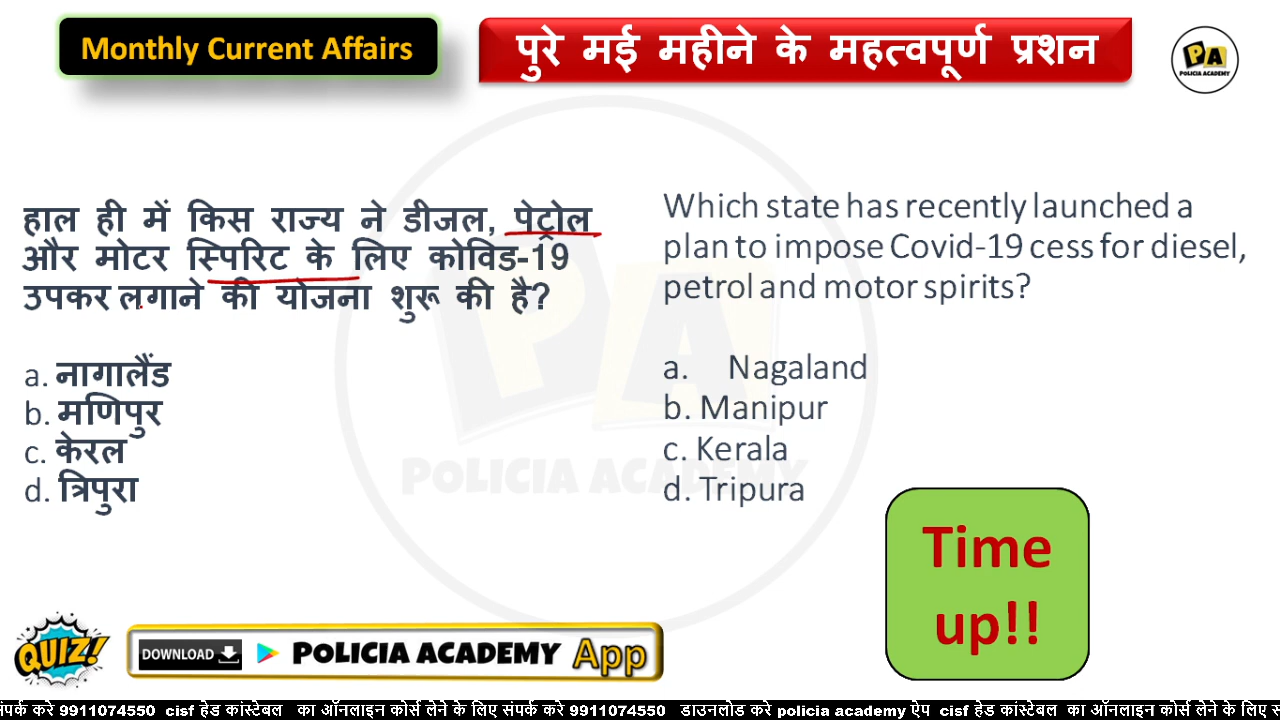 Monthly Current Affairs
पुरे मई महीने के महत्वपूर्ण प्रशन
PA
POLICIA ACADEMY
हाल ही में किस राज्य ने डीजल, पेट्रोल
और मोटर स्पिरिट के लिए कोविड-19
उपकर लगाने की योजना शुरू की है?
a. नागालैंड
b. मणिपुर
c. केरल
d. त्रिपुरा
Which state has recently launched a
plan to impose Covid-19 cess for diesel,
petrol and motor spirits?
a. Nagaland
b. Manipur
c. Kerala
d. Tripura
PA
POLICIA ACADEMY
Time
up!!
QUIZ!
DOWNLOAD
POLICIA ACADEMY App
संपर्क करे 9911074550 cisf हेड कांस्टेबल का ऑनलाइन कोर्स लेने के लिए संपर्क करे 9911074550 डाउनलोड करे policia academy ऐप cisf हेड कांस्टेबल का ऑनलाइन कोर्स लेने के लिए